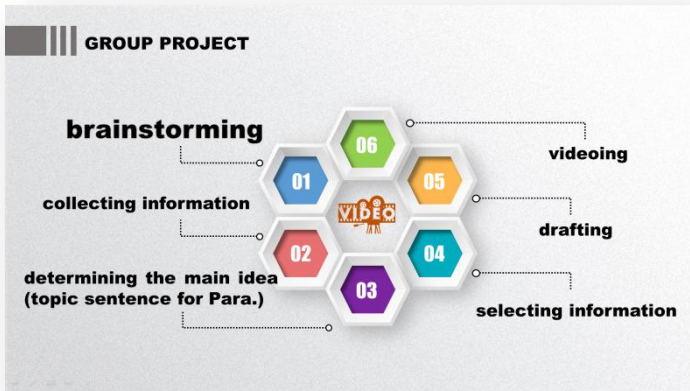 GROUP PROJECT
brainstorming
01
collecting information
02
determining the main idea
(topic sentence for Para.)
03
04
selecting information
05
drafting
06
videoing
VIDEO